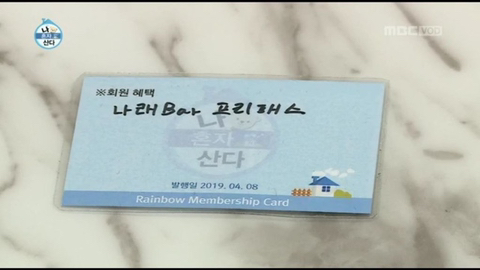 나
혼자
산다
MBC VOD
※회원 혜택
나래Bar 프리패스
나
혼자
산다
발행일 2019. 04. 08
Rainbow Membership Card